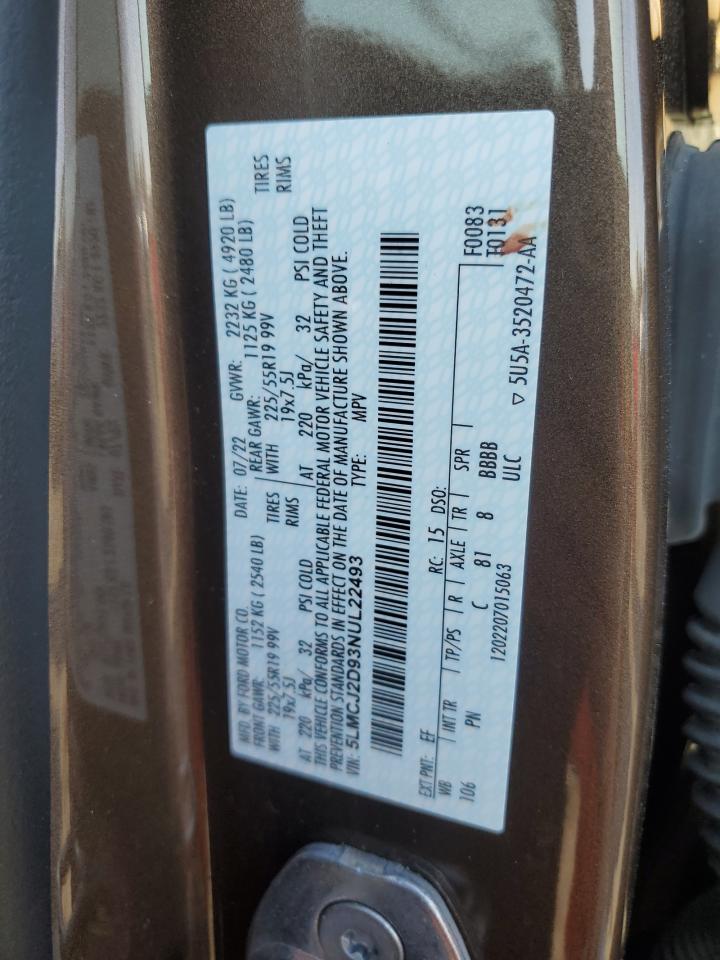 MFD. BY FORD MOTOR CO. DATE: 07/22 GVWR: 2232 KG ( 4920 LB)
FRONT GAWR: 1152 KG ( 2540 LB) REAR GAWR: 1125 KG ( 2480 LB)
WITH 225/55R19 99V TIRES WITH 225/55R19 99V TIRES
19x7.5J RIMS 19x7.5J RIMS
AT 220 kPa/ 32 PSI COLD AT 220 kPa/ 32 PSI COLD
THIS VEHICLE CONFORMS TO ALL APPLICABLE FEDERAL MOTOR VEHICLE SAFETY AND THEFT
PREVENTION STANDARDS IN EFFECT ON THE DATE OF MANUFACTURE SHOWN ABOVE.
VIN: 5LMCJ2D93NUL22493 TYPE: MPV
EXT PNT: EF RC: 15 DSO: F0083
WB INT TR TP/PS R AXLE TR SPR T0131
106 PN C 81 8 BBBB
1202207015063 ULC ▽ 5U5A-3520472-AA